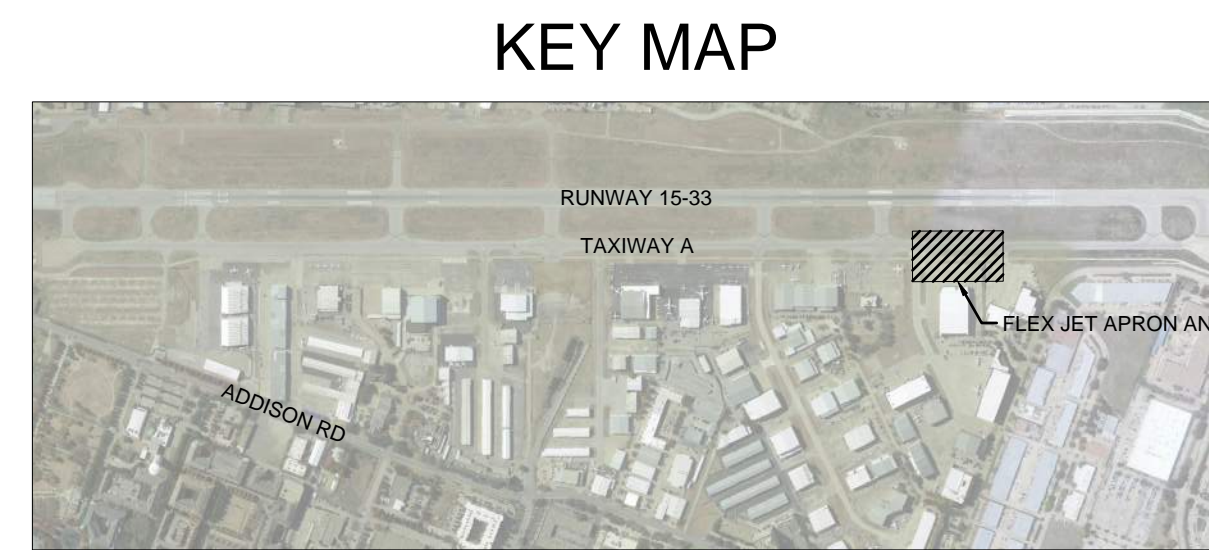 KEY MAP
RUNWAY 15-33
TAXIWAY A
FLEX JET APRON AN
ADDISON RD